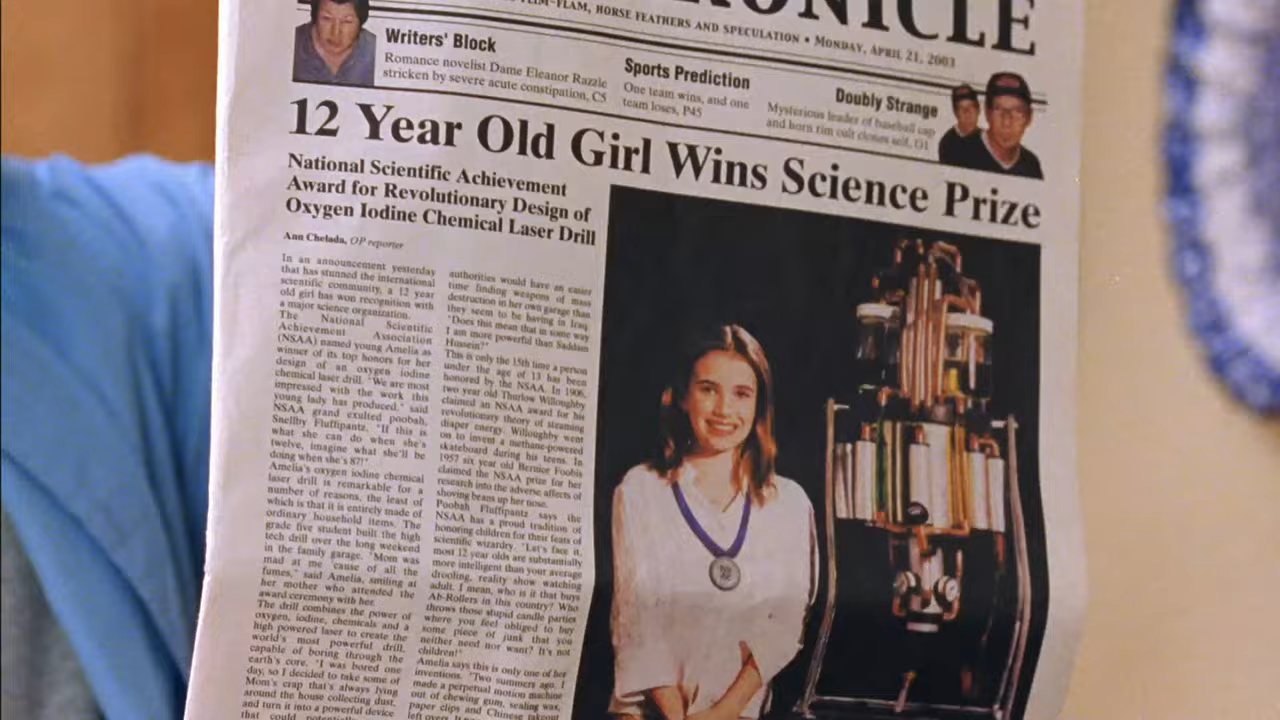 RONICLE
FLIM-FLAM, HORSE FEATHERS AND SPECULATION • MONDAY, APRIL 21, 2003
Writers' Block
Romance novelist Dame Eleanor Razzle
stricken by severe acute constipation, C5
Sports Prediction
One team wins, and one
team loses, P45
Doubly Strange
Mysterious leader of baseball cap
and horn rim cult clones self,
12 Year Old Girl Wins Science Prize
National Scientific Achievement
Award for Revolutionary Design of
Oxygen Iodine Chemical Laser Drill
Ann Chelada, OP reporter
In an announcement yesterday
that has stunned the international
scientific community, a 12 year
old girl has won recognition with
a major science organization.
The National Scientific
Achievement Association
(NSAA) named young Amelia as
winner of its top honors for her
design of an oxygen iodine
chemical laser drill. "We are most
impressed with the work this
young lady has produced," said
NSAA grand exulted poobah,
Snellby Fluffipantz. "If this is
what she can do when she's
twelve, imagine what she'll be
doing when she's 87!"
Amelia's oxygen iodine chemical
laser drill is remarkable for a
number of reasons, the least of
which is that it is entirely made of
ordinary household items. The
grade five student built the high
tech drill over the long weekend
in the family garage. "Mom was
mad at me cause of all the
fumes," said Amelia, smiling at
her mother who attended the
award ceremony with her.
The drill combines the power of
oxygen, iodine, chemicals and a
high powered laser to create the
world's most powerful drill,
capable of boring through the
earth's core. "I was bored one
day, so I decided to take some of
Mom's crap that's always lying
around the house collecting dust,
and turn it into a powerful device
that could potentially
authorities would have an easier
time finding weapons of mass
destruction in her own garage than
they seem to be having in Iraq.
"Does this mean that in some way
I am more powerful than Saddam
Hussein?"
This is only the 15th time a person
under the age of 13 has been
honored by the NSAA. In 1906,
two year old Thurlow Willoughby
claimed an NSAA award for his
revolutionary theory of steaming
diaper energy. Willoughby went
on to invent a methane-powered
skateboard during his teens. In
1957 six year old Bernice Foobis
claimed the NSAA prize for her
research into the adverse affects of
shoving beans up her nose.
Poobah Fluffipantz says the
NSAA has a proud tradition of
honoring children for their feats of
scientific wizardry. "Let's face it,
most 12 year olds are substantially
more intelligent than your average
drooling, reality show watching
adult. I mean, who is it that buys
Ab-Rollers in this country? Who
throws those stupid candle parties
where you feel obliged to buy
some piece of junk that you
neither need nor want? It's not
children!"
Amelia says this is only one of her
inventions. "Two summers ago, I
made a perpetual motion machine
out of chewing gum, sealing wax,
paper clips and Chinese takeout
left overs.